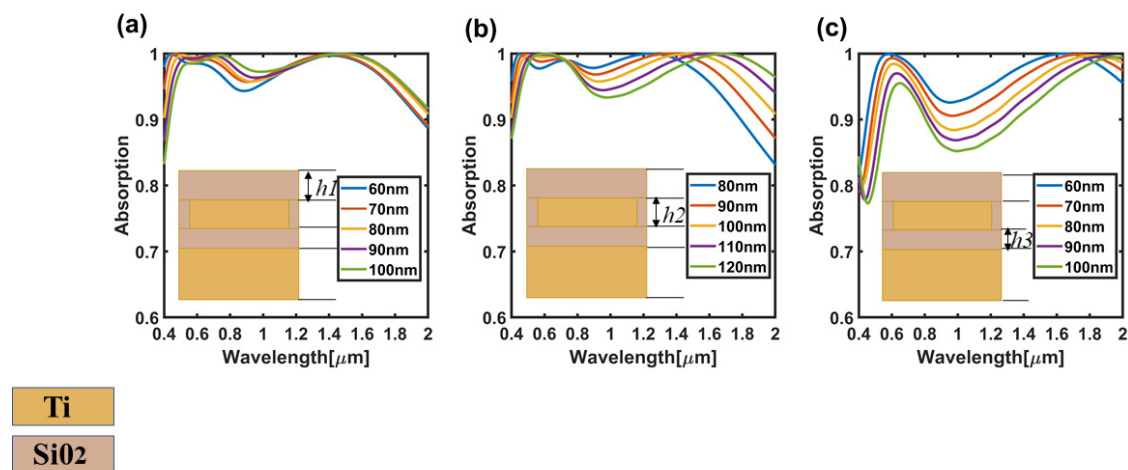 (a)
1
0.9
0.8
0.7
0.6
Absorption
h1
60nm
70nm
80nm
90nm
100nm
0.4 0.6 0.8 1 1.2 1.4 1.6 1.8 2
Wavelength[μm]
(b)
1
0.9
0.8
0.7
0.6
Absorption
h2
80nm
90nm
100nm
110nm
120nm
0.4 0.6 0.8 1 1.2 1.4 1.6 1.8 2
Wavelength[μm]
(c)
1
0.9
0.8
0.7
0.6
Absorption
h3
60nm
70nm
80nm
90nm
100nm
0.4 0.6 0.8 1 1.2 1.4 1.6 1.8 2
Wavelength[μm]
Ti
Si02